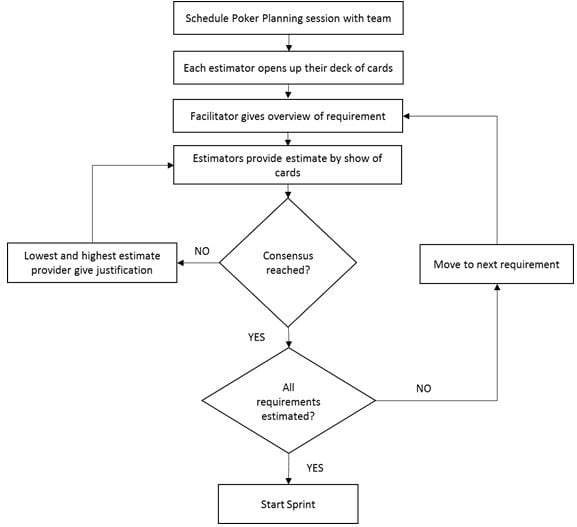 Schedule Poker Planning session with team
Each estimator opens up their deck of cards
Facilitator gives overview of requirement
Estimators provide estimate by show of
cards
NO
Lowest and highest estimate
provider give justification
Consensus
reached?
Move to next requirement
YES
All
requirements
estimated?
NO
YES
Start Sprint